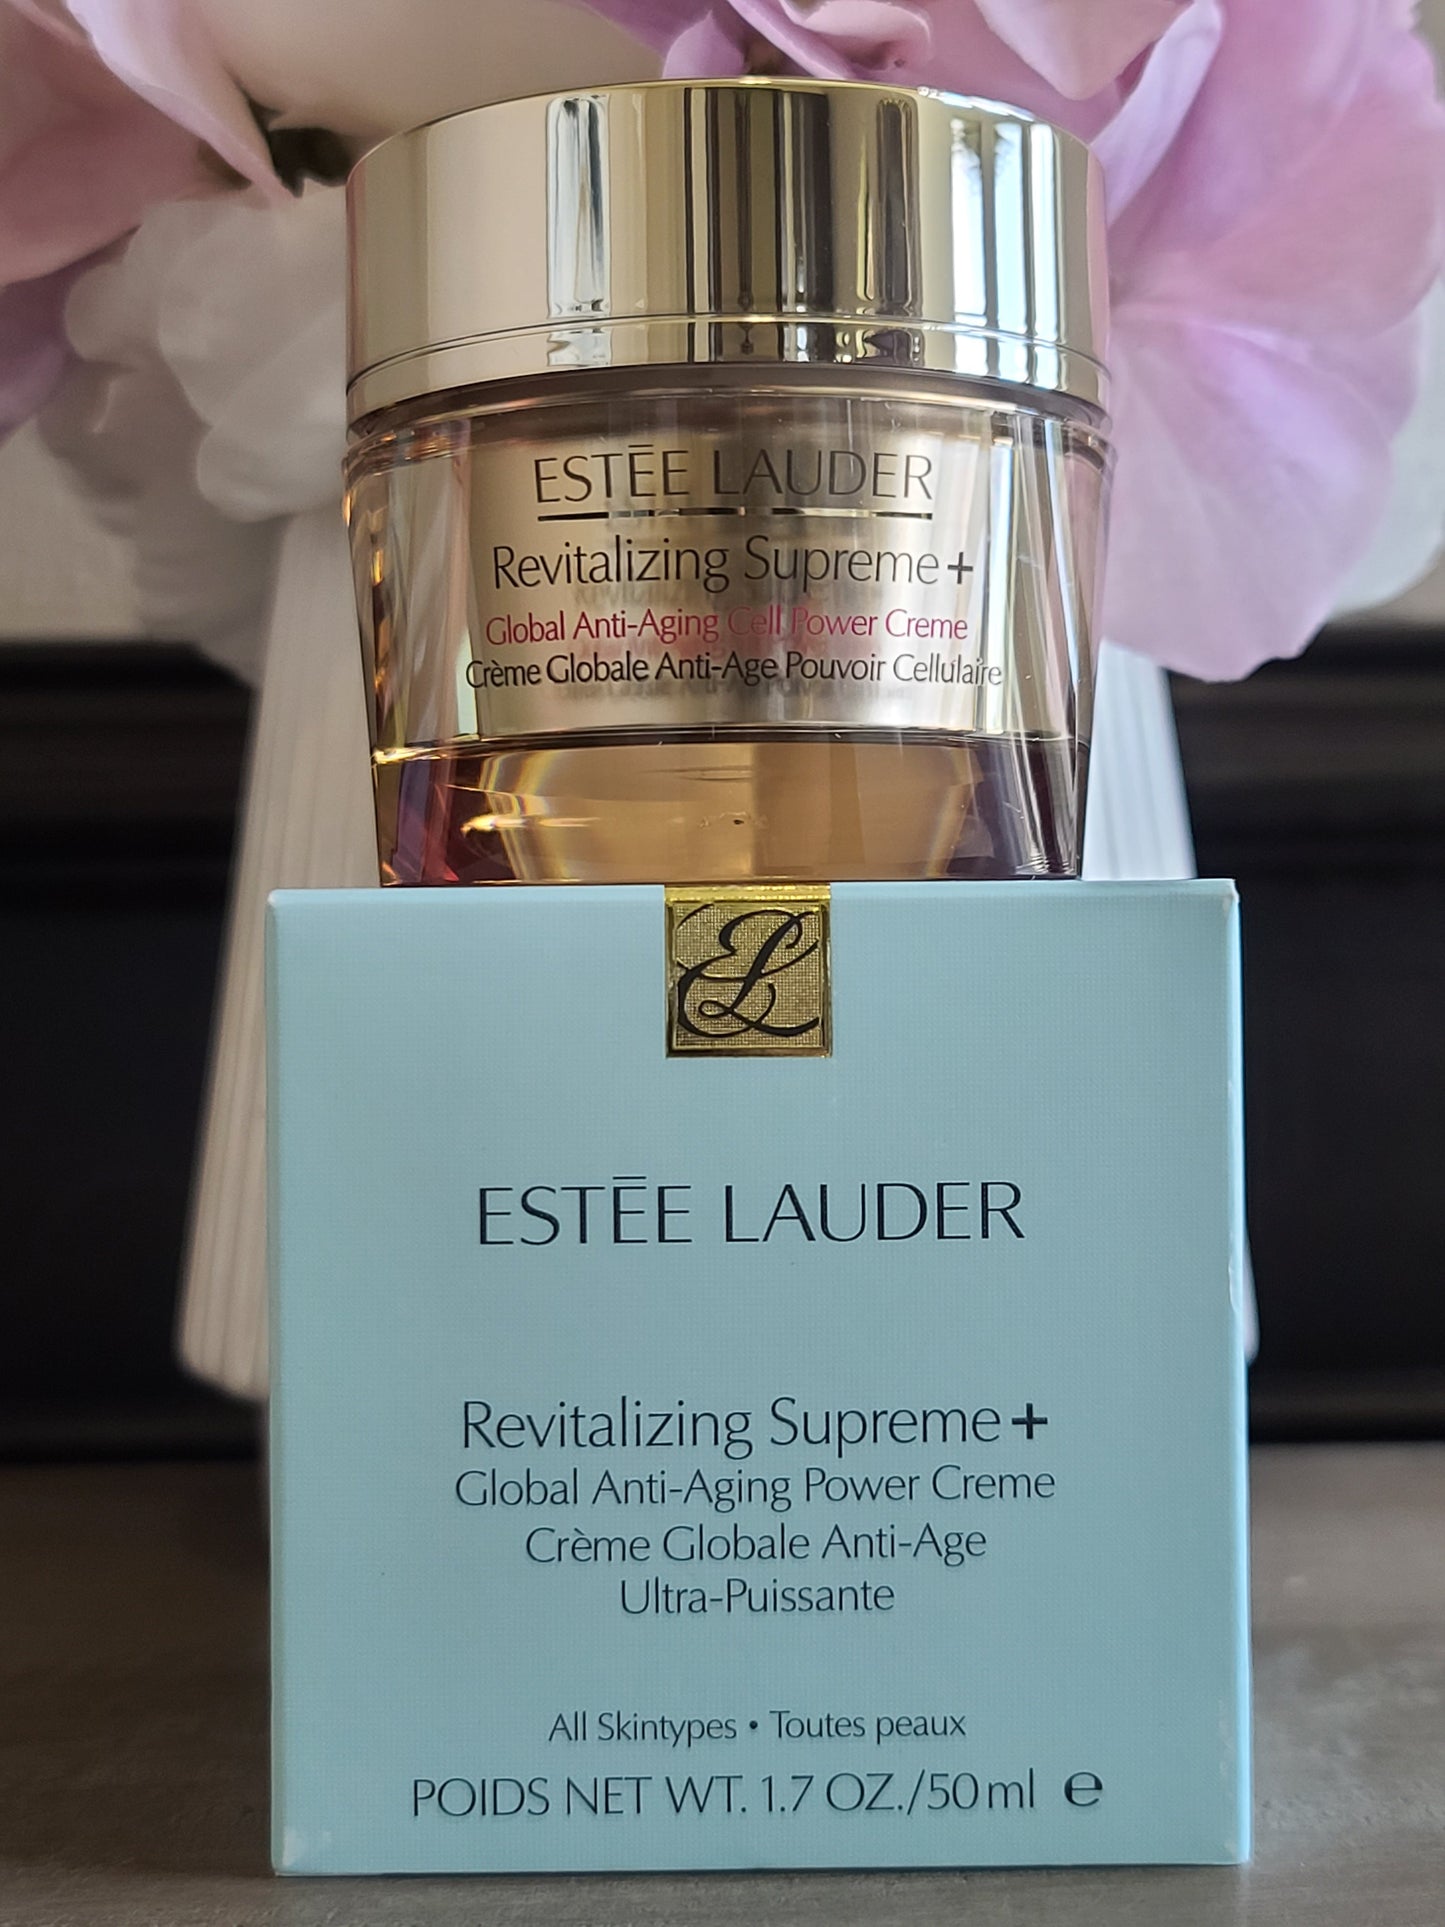 ESTĒE LAUDER
Revitalizing Supreme+
Global Anti-Aging Cell Power Creme
Crème Globale Anti-Age Pouvoir Cellulaire
EL
ESTĒE LAUDER
Revitalizing Supreme+
Global Anti-Aging Power Creme
Crème Globale Anti-Age
Ultra-Puissante
All Skintypes • Toutes peaux
POIDS NET WT. 1.7 OZ./50 ml ℮